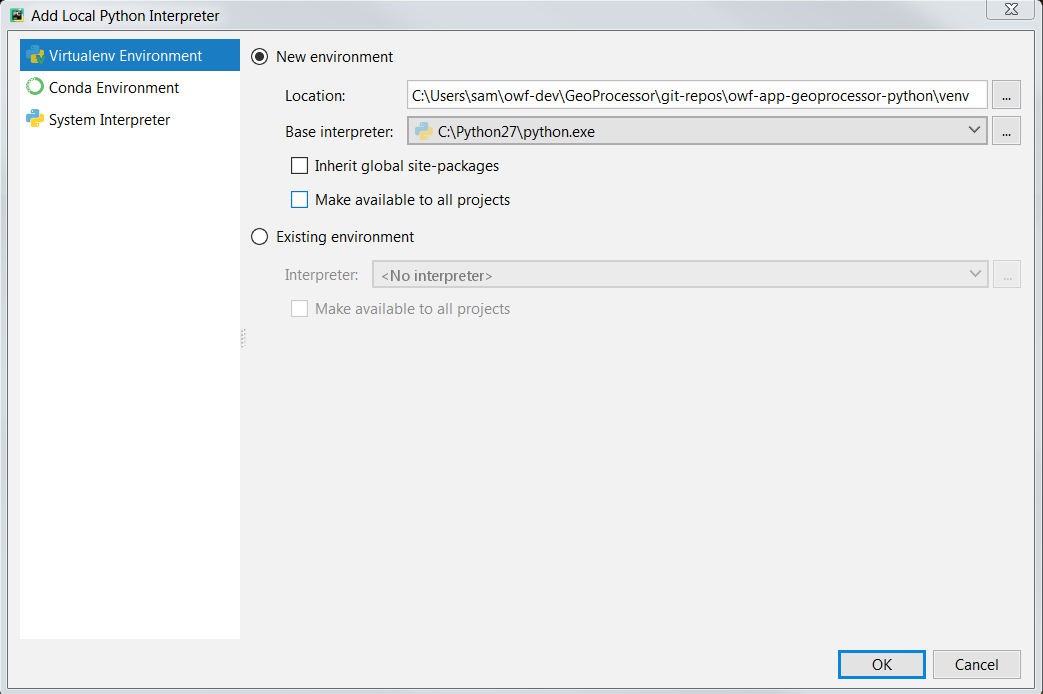 Add Local Python Interpreter
Virtualenv Environment
Conda Environment
System Interpreter
New environment
Location: C:\Users\sam\owf-dev\GeoProcessor\git-repos\owf-app-geoprocessor-python\venv ...
Base interpreter: C:\Python27\python.exe ...
Inherit global site-packages
Make available to all projects
Existing environment
Interpreter: <No interpreter> ...
Make available to all projects
OK Cancel